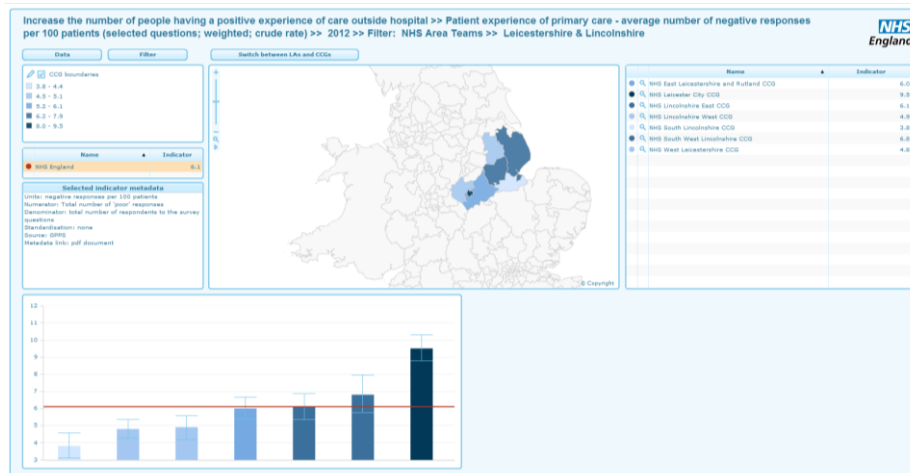 Increase the number of people having a positive experience of care outside hospital >> Patient experience of primary care - average number of negative responses
per 100 patients (selected questions; weighted; crude rate) >> 2012 >> Filter: NHS Area Teams >> Leicestershire & Lincolnshire
NHS
England
Data Filter Switch between LAs and CCGs
CCG boundaries
3.8 - 4.4
4.5 - 5.1
5.2 - 6.1
6.2 - 7.9
8.0 - 9.5
Name Indicator
NHS England 6.1
Selected indicator metadata
Units: negative responses per 100 patients
Numerator: Total number of 'poor' responses
Denominator: total number of respondents to the survey
questions
Standardisation: none
Source: GPPS
Metadata link: pdf document
© Copyright
Name Indicator
NHS East Leicestershire and Rutland CCG 6.0
NHS Leicester City CCG 9.5
NHS Lincolnshire East CCG 6.1
NHS Lincolnshire West CCG 4.9
NHS South Lincolnshire CCG 3.8
NHS South West Lincolnshire CCG 6.8
NHS West Leicestershire CCG 4.8
12
11
10
9
8
7
6
5
4
3